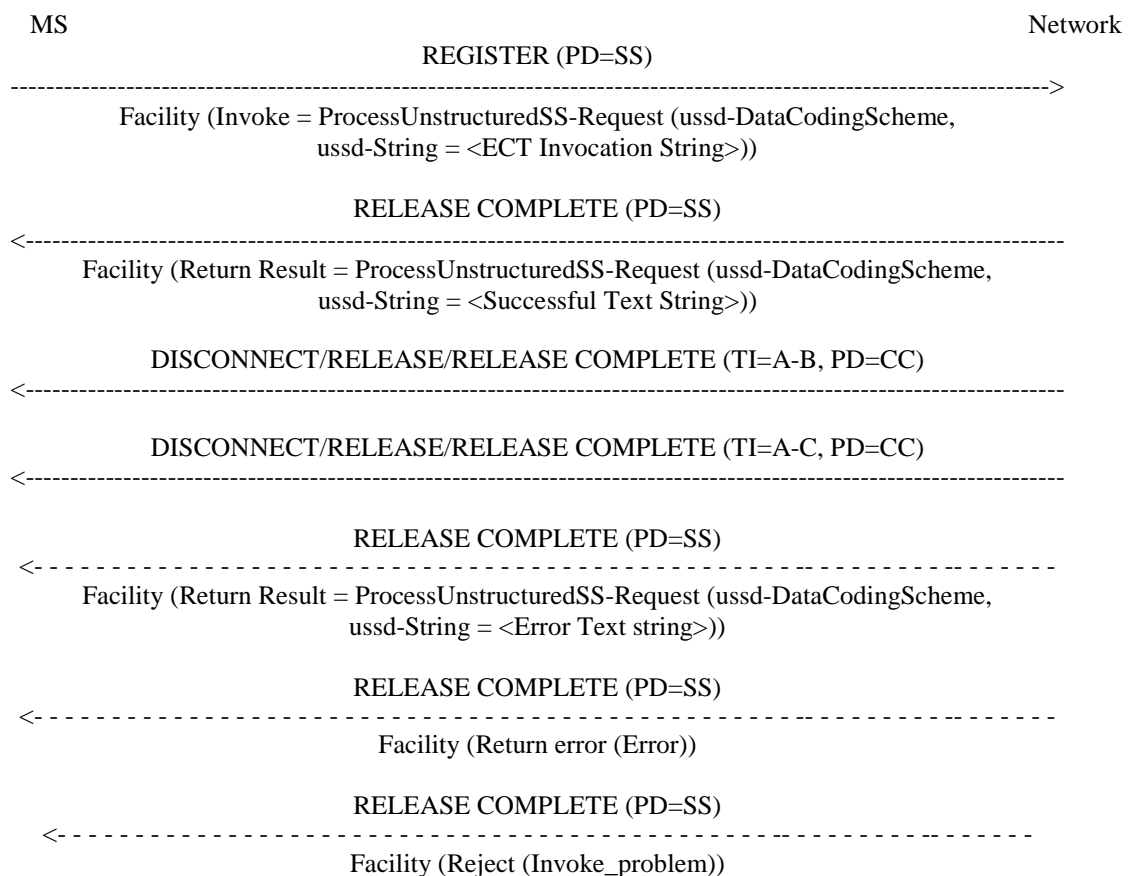 MS Network
REGISTER (PD=SS)
Facility (Invoke = ProcessUnstructuredSS-Request (ussd-DataCodingScheme,
ussd-String = <ECT Invocation String>))
RELEASE COMPLETE (PD=SS)
Facility (Return Result = ProcessUnstructuredSS-Request (ussd-DataCodingScheme,
ussd-String = <Successful Text String>))
DISCONNECT/RELEASE/RELEASE COMPLETE (TI=A-B, PD=CC)
DISCONNECT/RELEASE/RELEASE COMPLETE (TI=A-C, PD=CC)
RELEASE COMPLETE (PD=SS)
Facility (Return Result = ProcessUnstructuredSS-Request (ussd-DataCodingScheme,
ussd-String = <Error Text string>))
RELEASE COMPLETE (PD=SS)
Facility (Return error (Error))
RELEASE COMPLETE (PD=SS)
Facility (Reject (Invoke_problem))